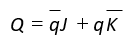 Q = q̅J + qK̅